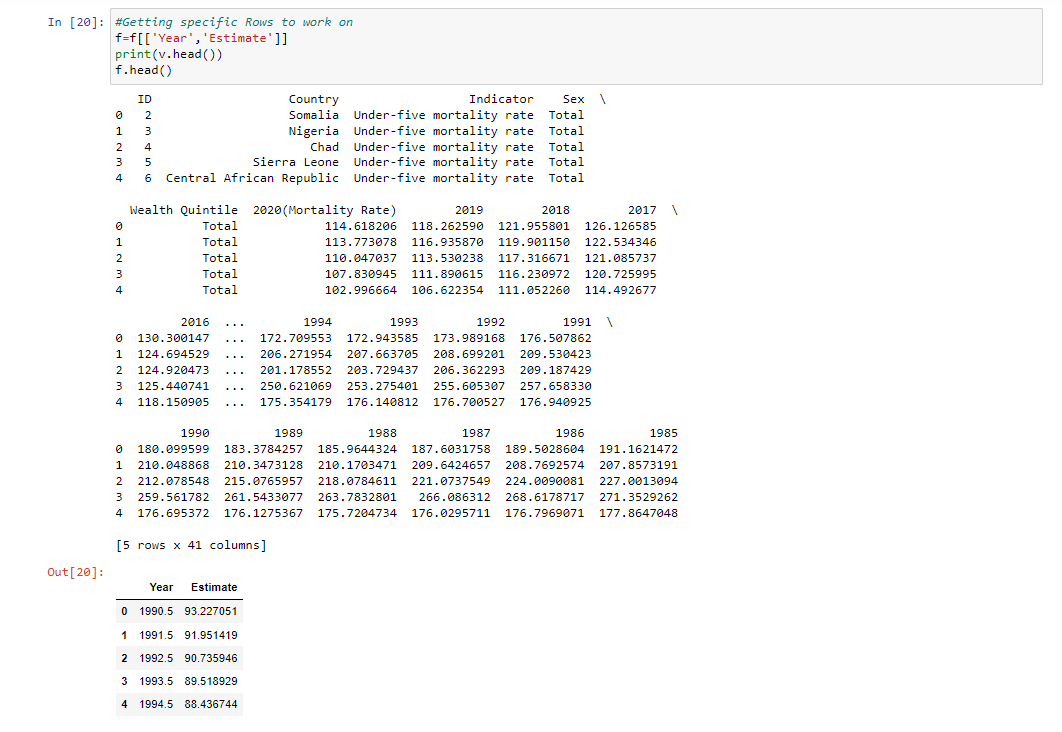 In [20]: #Getting specific Rows to work on
f=f[['Year','Estimate']]
print(v.head())
f.head()
ID Country Indicator Sex \
0 2 Somalia Under-five mortality rate Total
1 3 Nigeria Under-five mortality rate Total
2 4 Chad Under-five mortality rate Total
3 5 Sierra Leone Under-five mortality rate Total
4 6 Central African Republic Under-five mortality rate Total
Wealth Quintile 2020(Mortality Rate) 2019 2018 2017 \
0 Total 114.618206 118.262590 121.955801 126.126585
1 Total 113.773078 116.935870 119.901150 122.534346
2 Total 110.047037 113.530238 117.316671 121.085737
3 Total 107.830945 111.890615 116.230972 120.725995
4 Total 102.996664 106.622354 111.052260 114.492677
2016 ... 1994 1993 1992 1991 \
0 130.300147 ... 172.709553 172.943585 173.989168 176.507862
1 124.694529 ... 206.271954 207.663705 208.699201 209.530423
2 124.920473 ... 201.178552 203.729437 206.362293 209.187429
3 125.440741 ... 250.621069 253.275401 255.605307 257.658330
4 118.150905 ... 175.354179 176.140812 176.700527 176.940925
1990 1989 1988 1987 1986 1985
0 180.099599 183.3784257 185.9644324 187.6031758 189.5028604 191.1621472
1 210.048868 210.3473128 210.1703471 209.6424657 208.7692574 207.8573191
2 212.078548 215.0765957 218.0784611 221.0737549 224.0090081 227.0013094
3 259.561782 261.5433077 263.7832801 266.086312 268.6178717 271.3529262
4 176.695372 176.1275367 175.7204734 176.0295711 176.7969071 177.8647048
[5 rows x 41 columns]
Out[20]:
Year Estimate
0 1990.5 93.227051
1 1991.5 91.951419
2 1992.5 90.735946
3 1993.5 89.518929
4 1994.5 88.436744